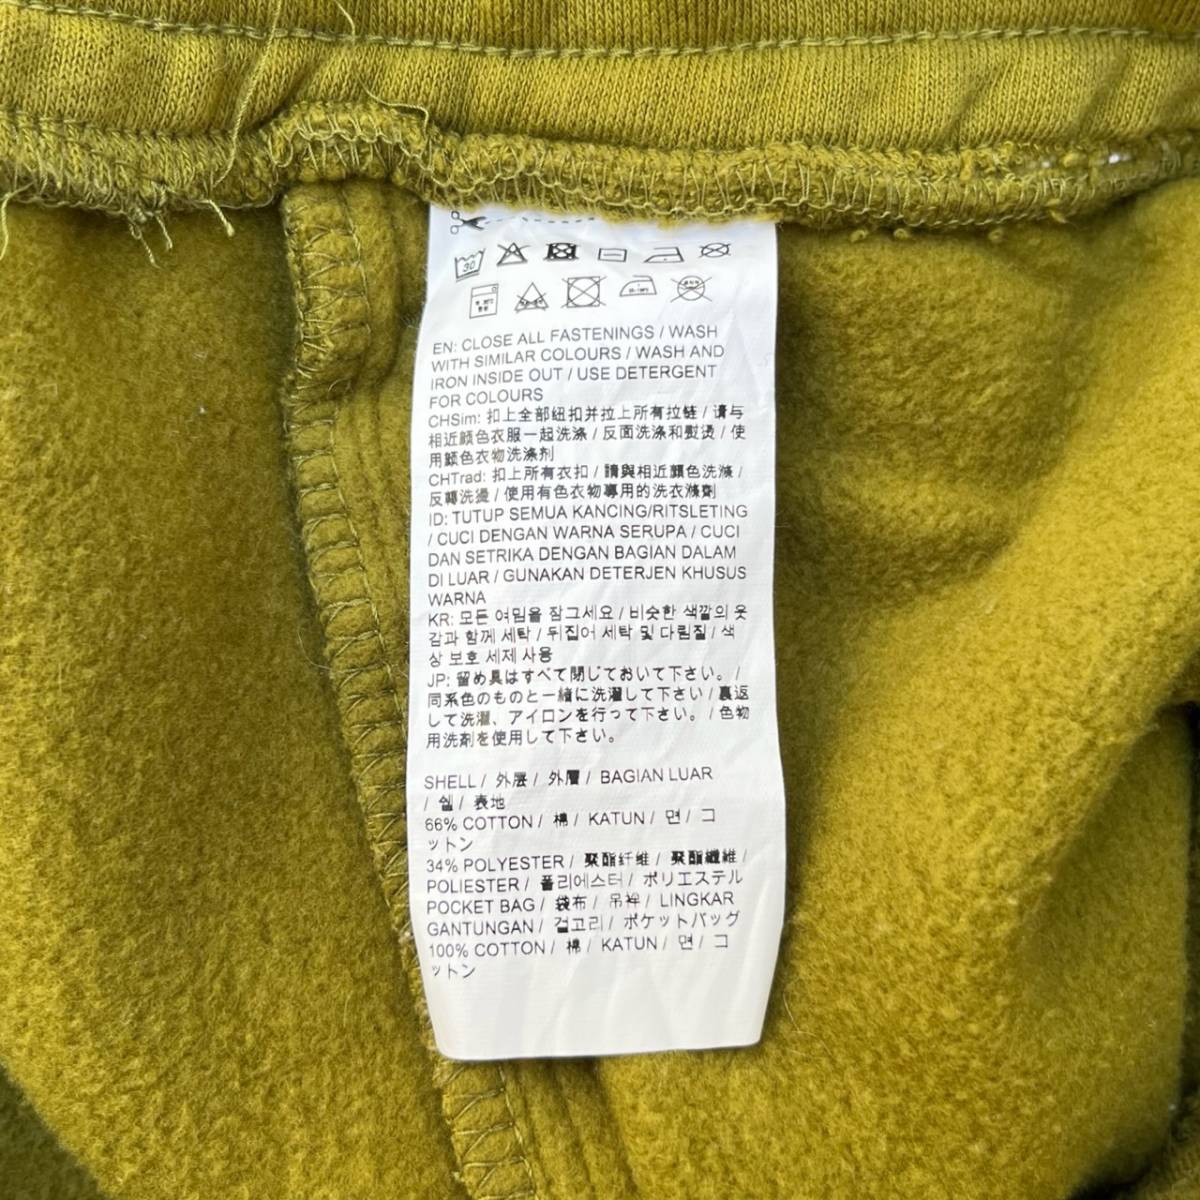 30
EN: CLOSE ALL FASTENINGS / WASH
WITH SIMILAR COLOURS / WASH AND
IRON INSIDE OUT / USE DETERGENT
FOR COLOURS
CHSim: 扣上全部纽扣并拉上所有拉链 / 请与
相近颜色衣服一起洗涤 / 反面洗涤和熨烫 / 使
用颜色衣物洗涤剂
CHTrad: 扣上所有衣扣 / 請與相近顏色洗滌 /
反轉洗燙 / 使用有色衣物專用的洗衣滌劑
ID: TUTUP SEMUA KANCING/RITSLETING
/ CUCI DENGAN WARNA SERUPA / CUCI
DAN SETRIKA DENGAN BAGIAN DALAM
DI LUAR / GUNAKAN DETERJEN KHUSUS
WARNA
KR: 모든 여밈을 잠그세요 / 비슷한 색깔의 옷
감과 함께 세탁 / 뒤집어 세탁 및 다림질 / 색
상 보호 세제 사용
JP: 留め具はすべて閉じておいて下さい。/
同系色のものと一緒に洗濯して下さい / 裏返
して洗濯、アイロンを行って下さい。/ 色物
用洗剤を使用して下さい。
SHELL / 外层 / 外層 / BAGIAN LUAR
/ 쉘 / 表地
66% COTTON / 棉 / KATUN / 면 / コ
ットン
34% POLYESTER / 聚酯纤维 / 聚酯纖維 /
POLIESTER / 폴리에스터 / ポリエステル
POCKET BAG / 袋布 / 吊袢 / LINGKAR
GANTUNGAN / 걸고리 / ポケットバッグ
100% COTTON / 棉 / KATUN / 면 / コ
ットン